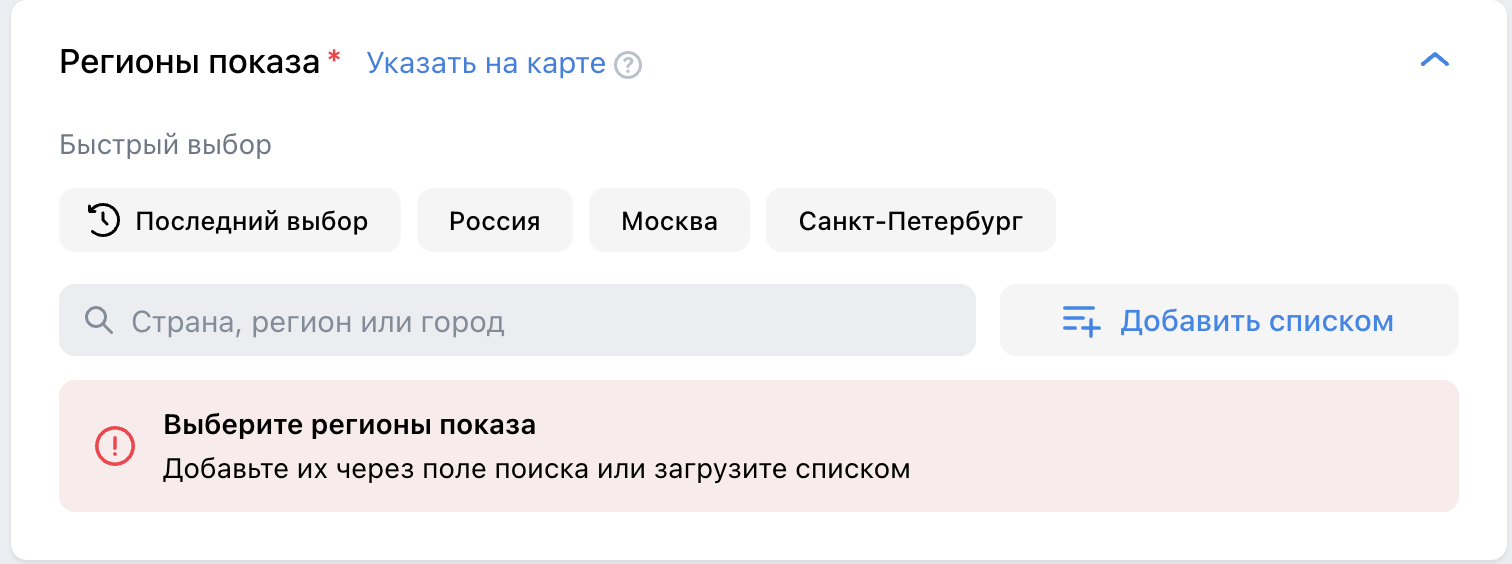 Регионы показа * Указать на карте ?
Быстрый выбор
Последний выбор Россия Москва Санкт-Петербург
Страна, регион или город Добавить списком
Выберите регионы показа
Добавьте их через поле поиска или загрузите списком